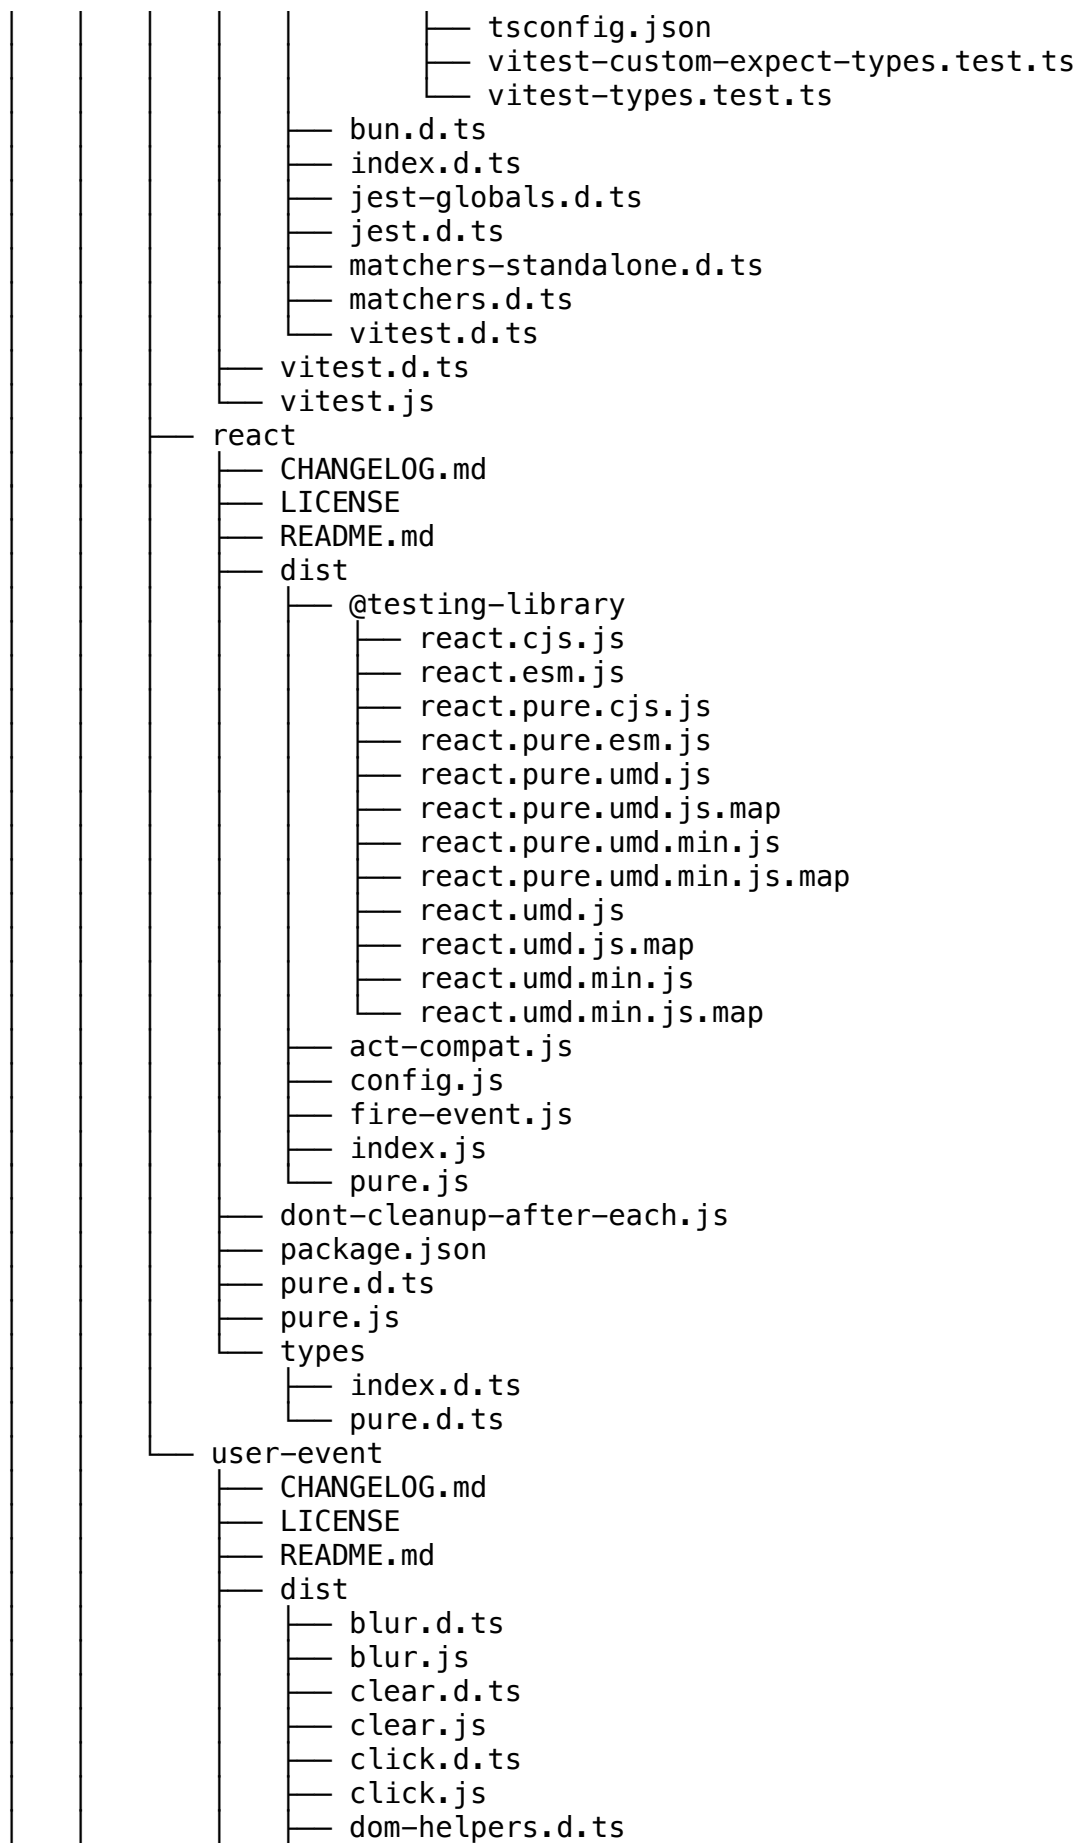 │   │   │   │   │       ├── tsconfig.json
│   │   │   │   │       ├── vitest-custom-expect-types.test.ts
│   │   │   │   │       └── vitest-types.test.ts
│   │   │   │   ├── bun.d.ts
│   │   │   │   ├── index.d.ts
│   │   │   │   ├── jest-globals.d.ts
│   │   │   │   ├── jest.d.ts
│   │   │   │   ├── matchers-standalone.d.ts
│   │   │   │   ├── matchers.d.ts
│   │   │   │   └── vitest.d.ts
│   │   │   ├── vitest.d.ts
│   │   │   └── vitest.js
│   │   ├── react
│   │   │   ├── CHANGELOG.md
│   │   │   ├── LICENSE
│   │   │   ├── README.md
│   │   │   ├── dist
│   │   │   │   ├── @testing-library
│   │   │   │   │   ├── react.cjs.js
│   │   │   │   │   ├── react.esm.js
│   │   │   │   │   ├── react.pure.cjs.js
│   │   │   │   │   ├── react.pure.esm.js
│   │   │   │   │   ├── react.pure.umd.js
│   │   │   │   │   ├── react.pure.umd.js.map
│   │   │   │   │   ├── react.pure.umd.min.js
│   │   │   │   │   ├── react.pure.umd.min.js.map
│   │   │   │   │   ├── react.umd.js
│   │   │   │   │   ├── react.umd.js.map
│   │   │   │   │   ├── react.umd.min.js
│   │   │   │   │   └── react.umd.min.js.map
│   │   │   │   ├── act-compat.js
│   │   │   │   ├── config.js
│   │   │   │   ├── fire-event.js
│   │   │   │   ├── index.js
│   │   │   │   └── pure.js
│   │   │   ├── dont-cleanup-after-each.js
│   │   │   ├── package.json
│   │   │   ├── pure.d.ts
│   │   │   ├── pure.js
│   │   │   └── types
│   │   │       ├── index.d.ts
│   │   │       └── pure.d.ts
│   │   └── user-event
│   │       ├── CHANGELOG.md
│   │       ├── LICENSE
│   │       ├── README.md
│   │       ├── dist
│   │       │   ├── blur.d.ts
│   │       │   ├── blur.js
│   │       │   ├── clear.d.ts
│   │       │   ├── clear.js
│   │       │   ├── click.d.ts
│   │       │   ├── click.js
│   │       │   ├── dom-helpers.d.ts